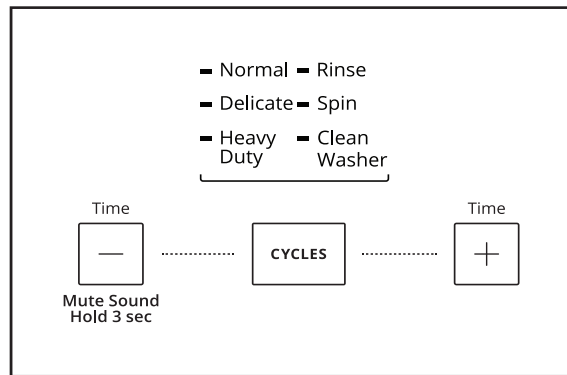 Normal
Rinse
Delicate
Spin
Heavy
Duty
Clean
Washer
Time
Time
—
CYCLES
+
Mute Sound
Hold 3 sec